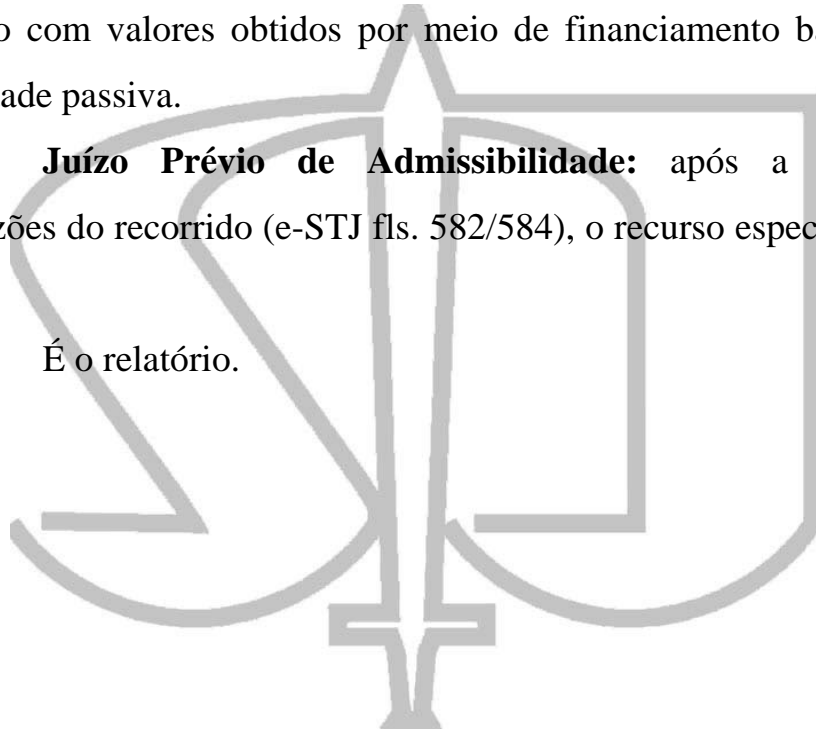 o com valores obtidos por meio de financiamento b
ade passiva.
Juízo Prévio de Admissibilidade: após a
zões do recorrido (e-STJ fls. 582/584), o recurso espec
É o relatório.